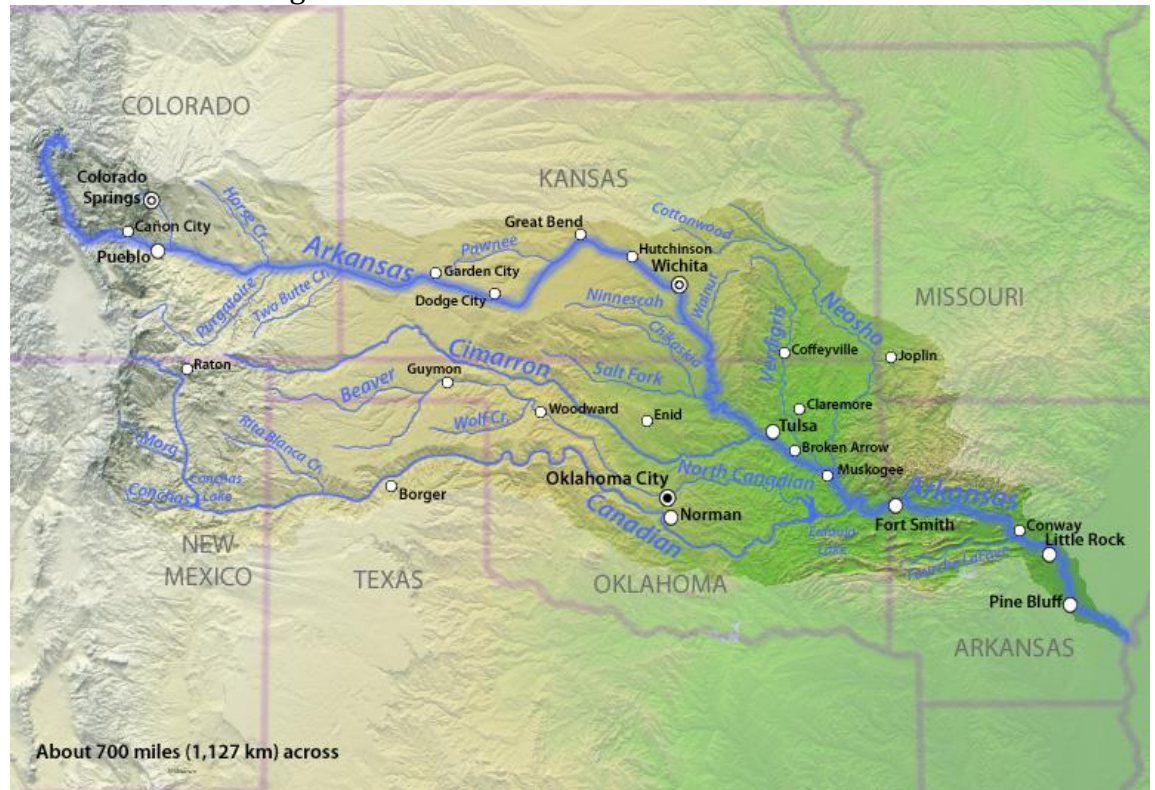 COLORADO
KANSAS
MISSOURI
Colorado
Springs
Cañon City
Pueblo
Horse Cr.
Arkansas
Purgatoire
Two Butte Cr.
Garden City
Dodge City
Pawnee
Great Bend
Hutchinson
Wichita
Cottonwood
Walnut
Ninnescah
Chikaskia
Verdigris
Neosho
Coffeyville
Joplin
Raton
Cimarron
Guymon
Beaver
Salt Fork
Wolf Cr.
Woodward
Enid
Claremore
Tulsa
Broken Arrow
Muskogee
Rita Blanca Cr.
Conchas
Conchas
Lake
Borger
Oklahoma City
North Canadian
Norman
Canadian
Eufaula
Lake
Arkansas
Fort Smith
Conway
Little Rock
Pine Bluff
NEW
MEXICO
TEXAS
OKLAHOMA
ARKANSAS
About 700 miles (1,127 km) across